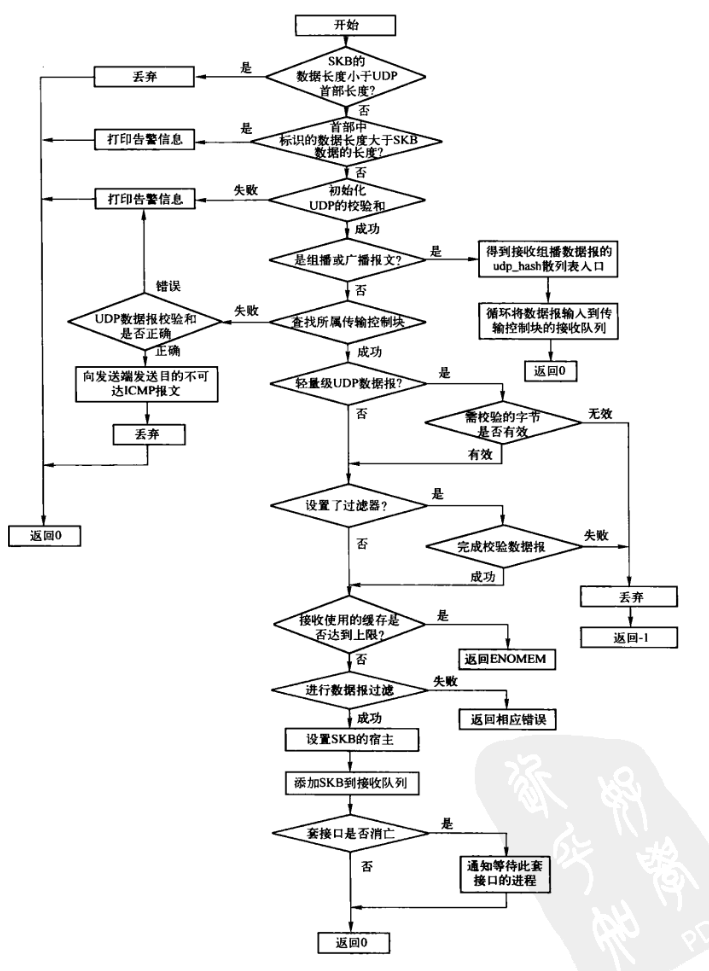 开始
SKB的
数据长度小于UDP
首部长度?
是
丢弃
否
首部中
标识的数据长度大于SKB
数据的长度?
是
打印告警信息
否
初始化
UDP的校验和
失败
打印告警信息
成功
是组播或广播报文?
是
得到接收组播数据报的
udp_hash散列表入口
循环将数据报输入到传
输控制块的接收队列
返回0
否
查找所属传输控制块
失败
UDP数据报校验和
是否正确
错误
正确
向发送端发送目的不可
达ICMP报文
丢弃
返回0
成功
轻量级UDP数据报?
是
需校验的字节
是否有效
无效
有效
否
设置了过滤器?
是
完成校验数据报
失败
成功
丢弃
返回-1
否
接收使用的缓存是
否达到上限?
是
返回ENOMEM
否
进行数据报过滤
失败
返回相应错误
成功
设置SKB的宿主
添加SKB到接收队列
套接口是否消亡
是
通知等待此套
接口的进程
否
返回0
PD